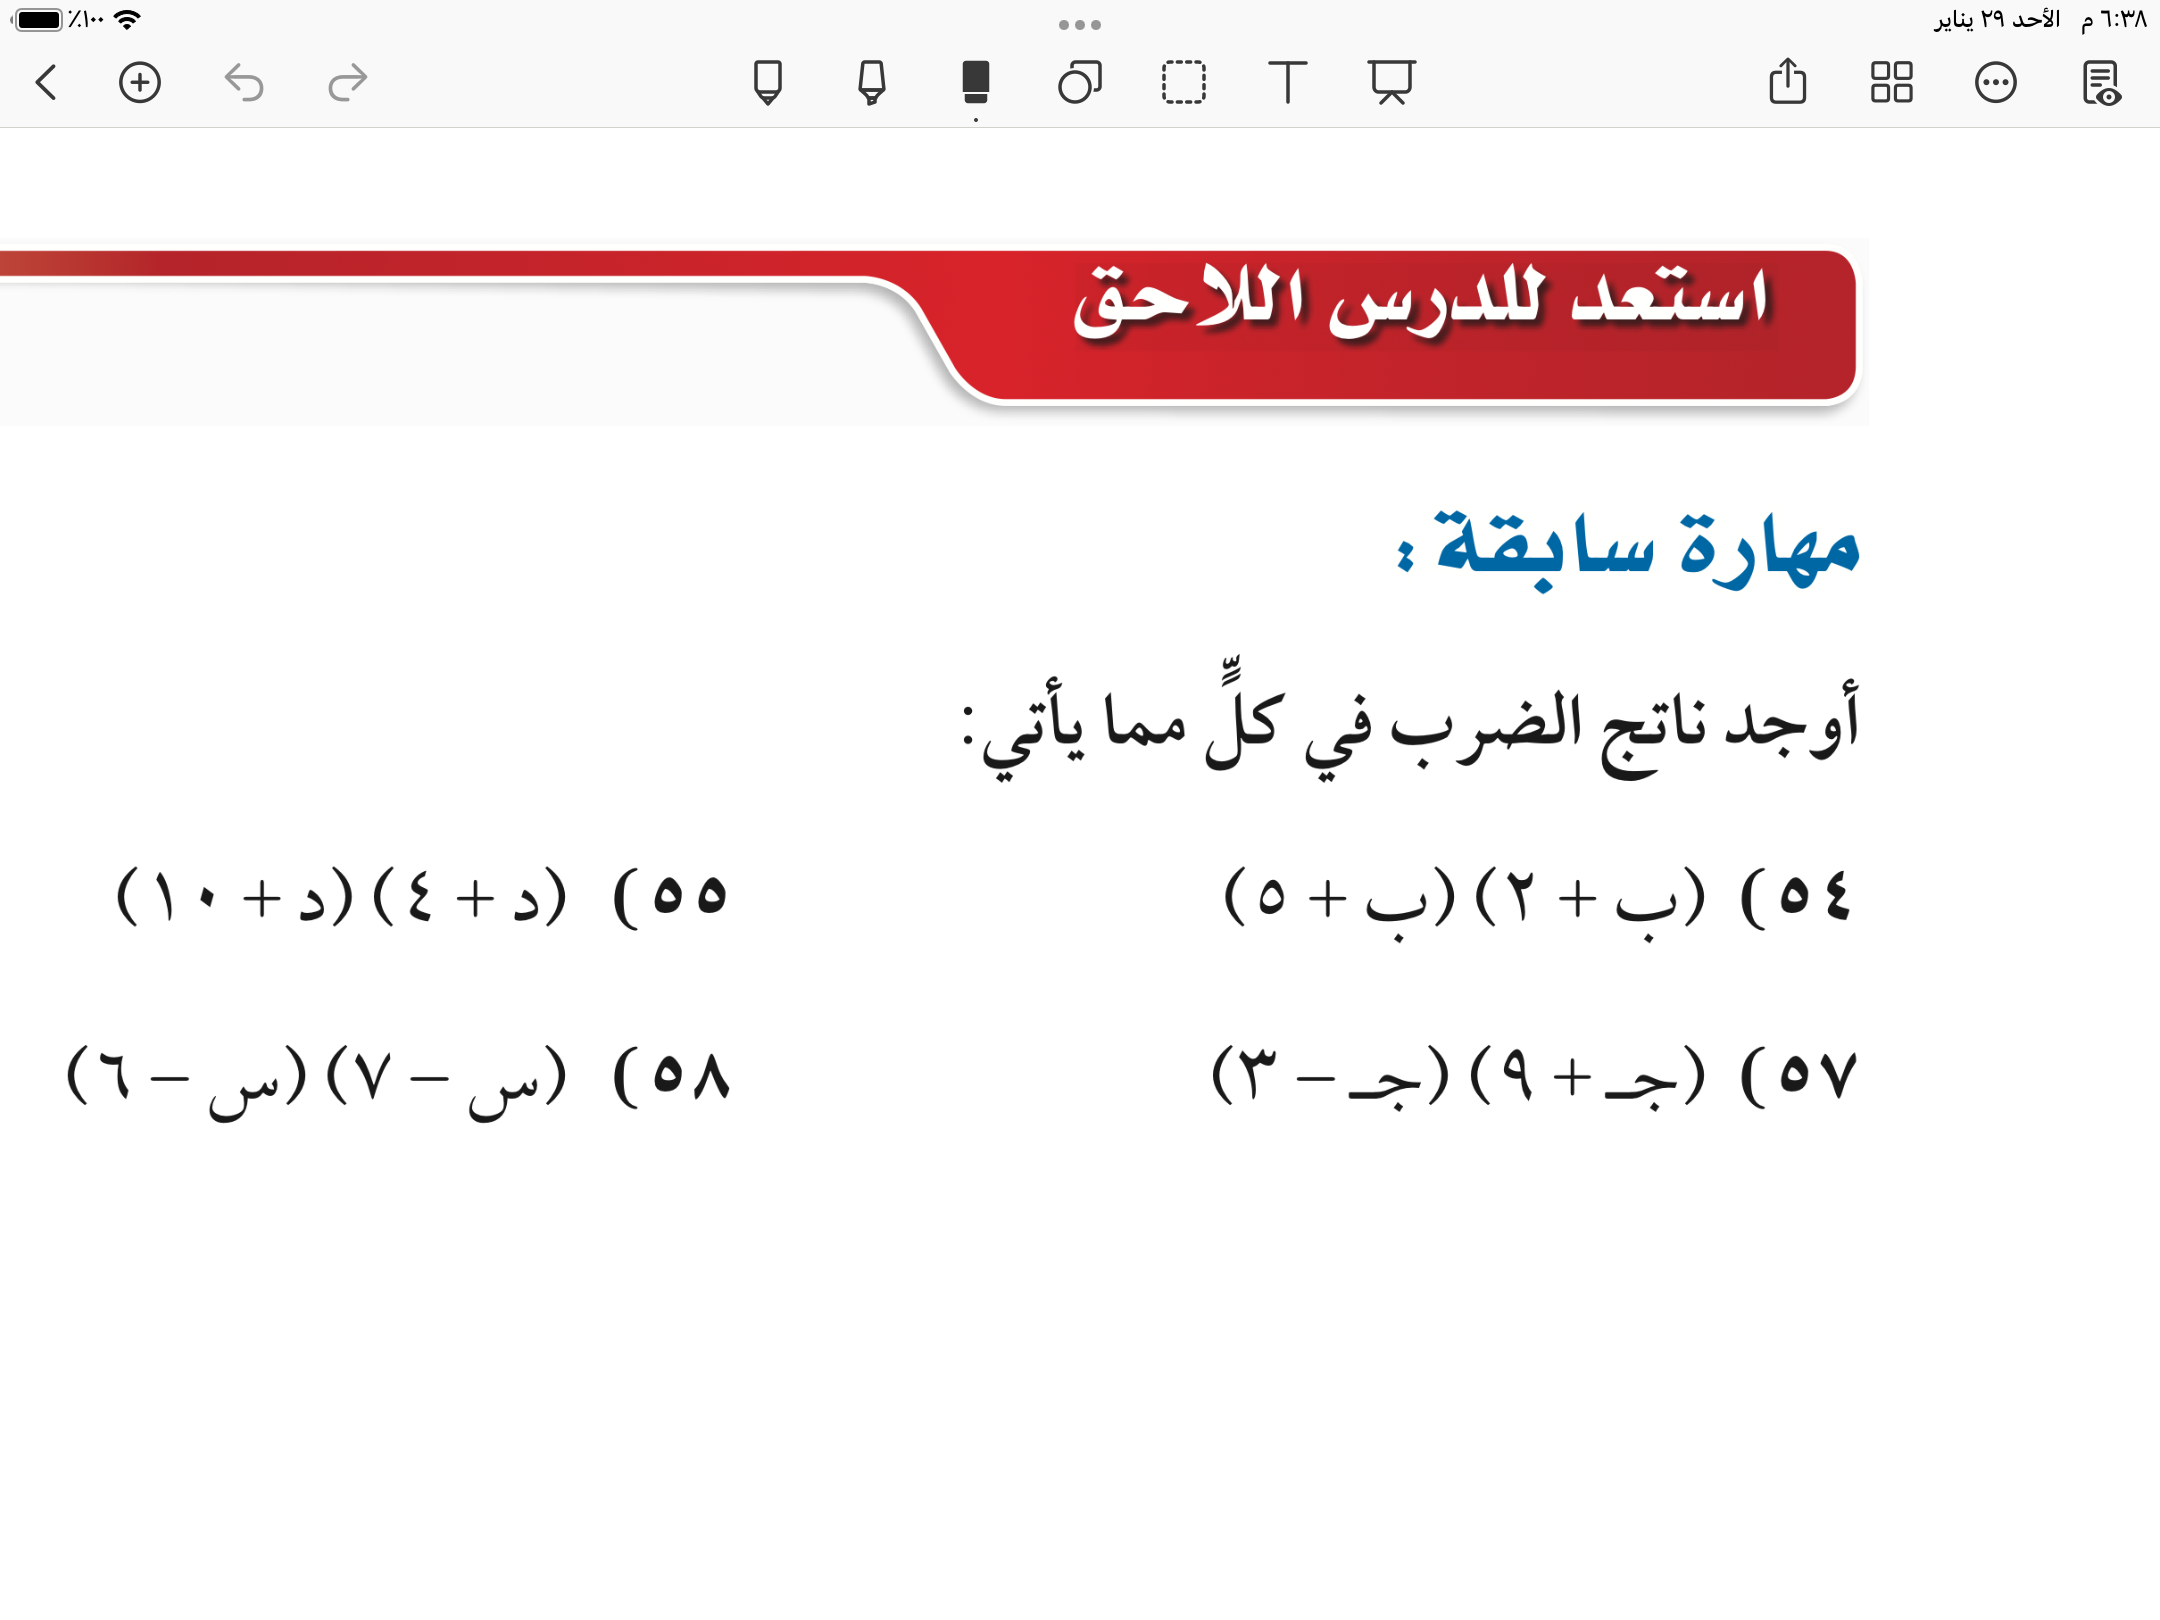 ٦:٣٨ م الأحد ٢٩ يناير ١٠٠٪
استعد للدرس اللاحق
مهارة سابقة:
أوجد ناتج الضرب في كلٍّ مما يأتي:
٥٤) (ب + ٢)(ب + ٥) ٥٥) (د + ٤)(د + ١٠)
٥٧) (جـ + ٩)(جـ − ٣) ٥٨) (س − ٧)(س − ٦)